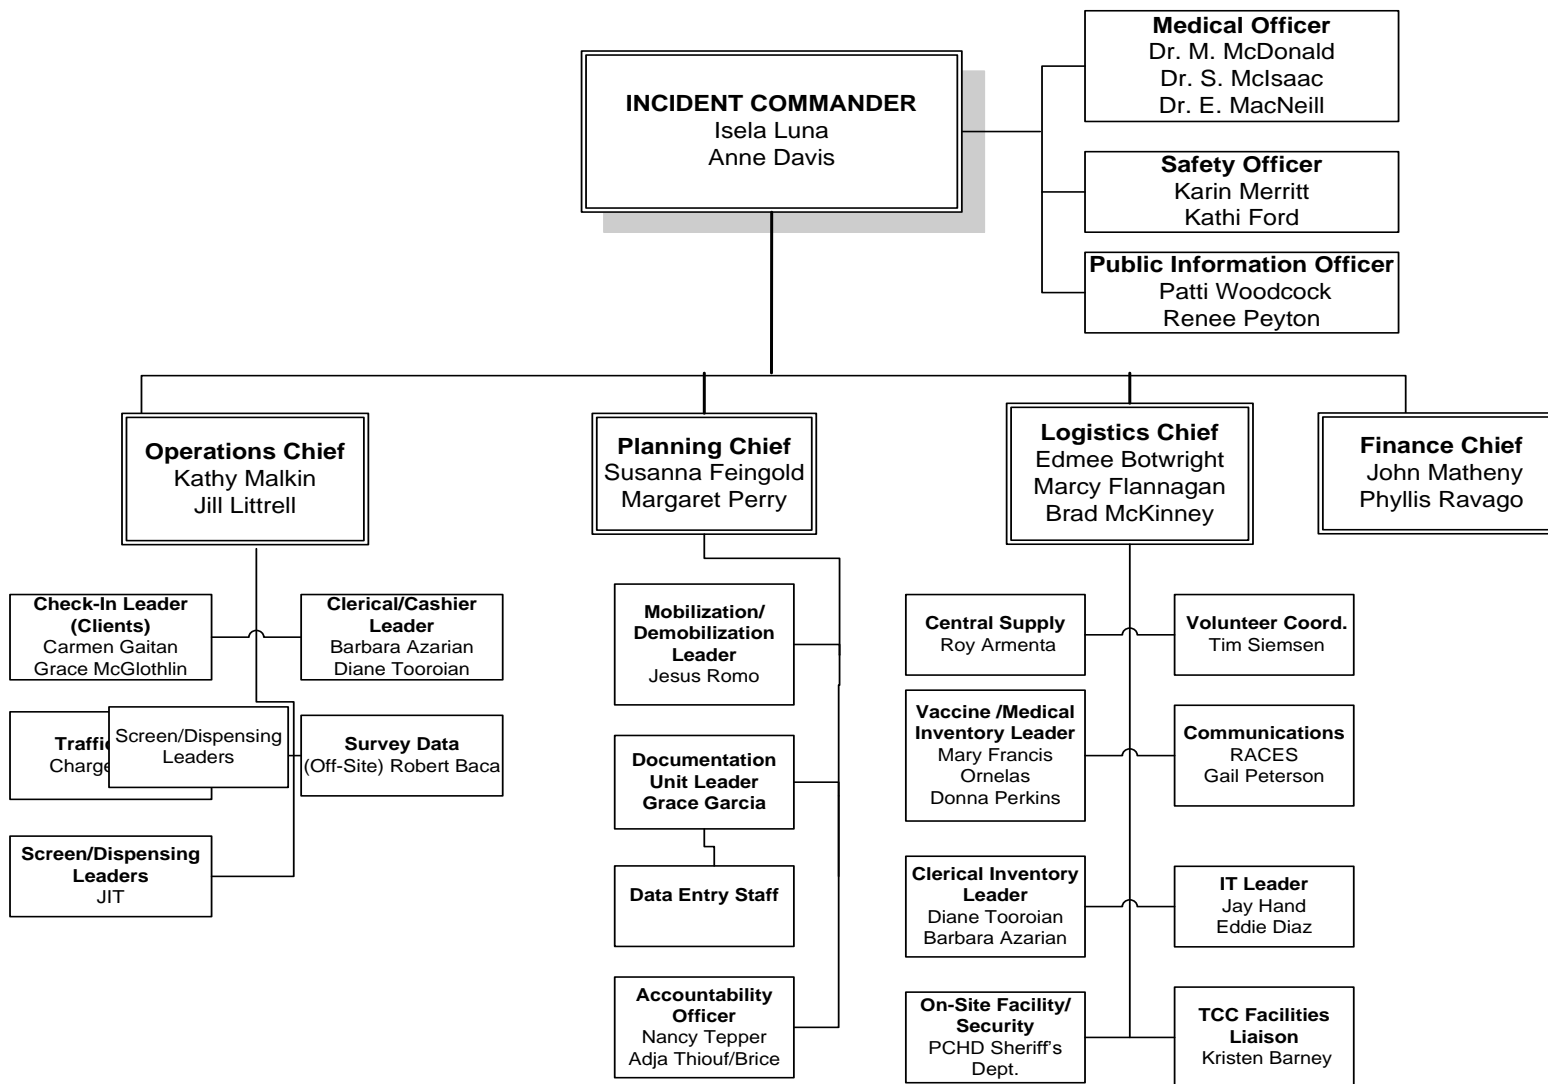 Medical Officer
Dr. M. McDonald
Dr. S. McIsaac
Dr. E. MacNeill
INCIDENT COMMANDER
Isela Luna
Anne Davis
Safety Officer
Karin Merritt
Kathi Ford
Public Information Officer
Patti Woodcock
Renee Peyton
Operations Chief
Kathy Malkin
Jill Littrell
Planning Chief
Susanna Feingold
Margaret Perry
Logistics Chief
Edmee Botwright
Marcy Flannagan
Brad McKinney
Finance Chief
John Matheny
Phyllis Ravago
Check-In Leader
(Clients)
Carmen Gaitan
Grace McGlothlin
Clerical/Cashier
Leader
Barbara Azarian
Diane Tooroian
Screen/Dispensing
Leaders
Survey Data
(Off-Site) Robert Baca
Screen/Dispensing
Leaders
JIT
Mobilization/
Demobilization
Leader
Jesus Romo
Documentation
Unit Leader
Grace Garcia
Data Entry Staff
Accountability
Officer
Nancy Tepper
Adja Thiouf/Brice
Central Supply
Roy Armenta
Volunteer Coord.
Tim Siemsen
Vaccine /Medical
Inventory Leader
Mary Francis
Ornelas
Donna Perkins
Communications
RACES
Gail Peterson
Clerical Inventory
Leader
Diane Tooroian
Barbara Azarian
IT Leader
Jay Hand
Eddie Diaz
On-Site Facility/
Security
PCHD Sheriff's
Dept.
TCC Facilities
Liaison
Kristen Barney